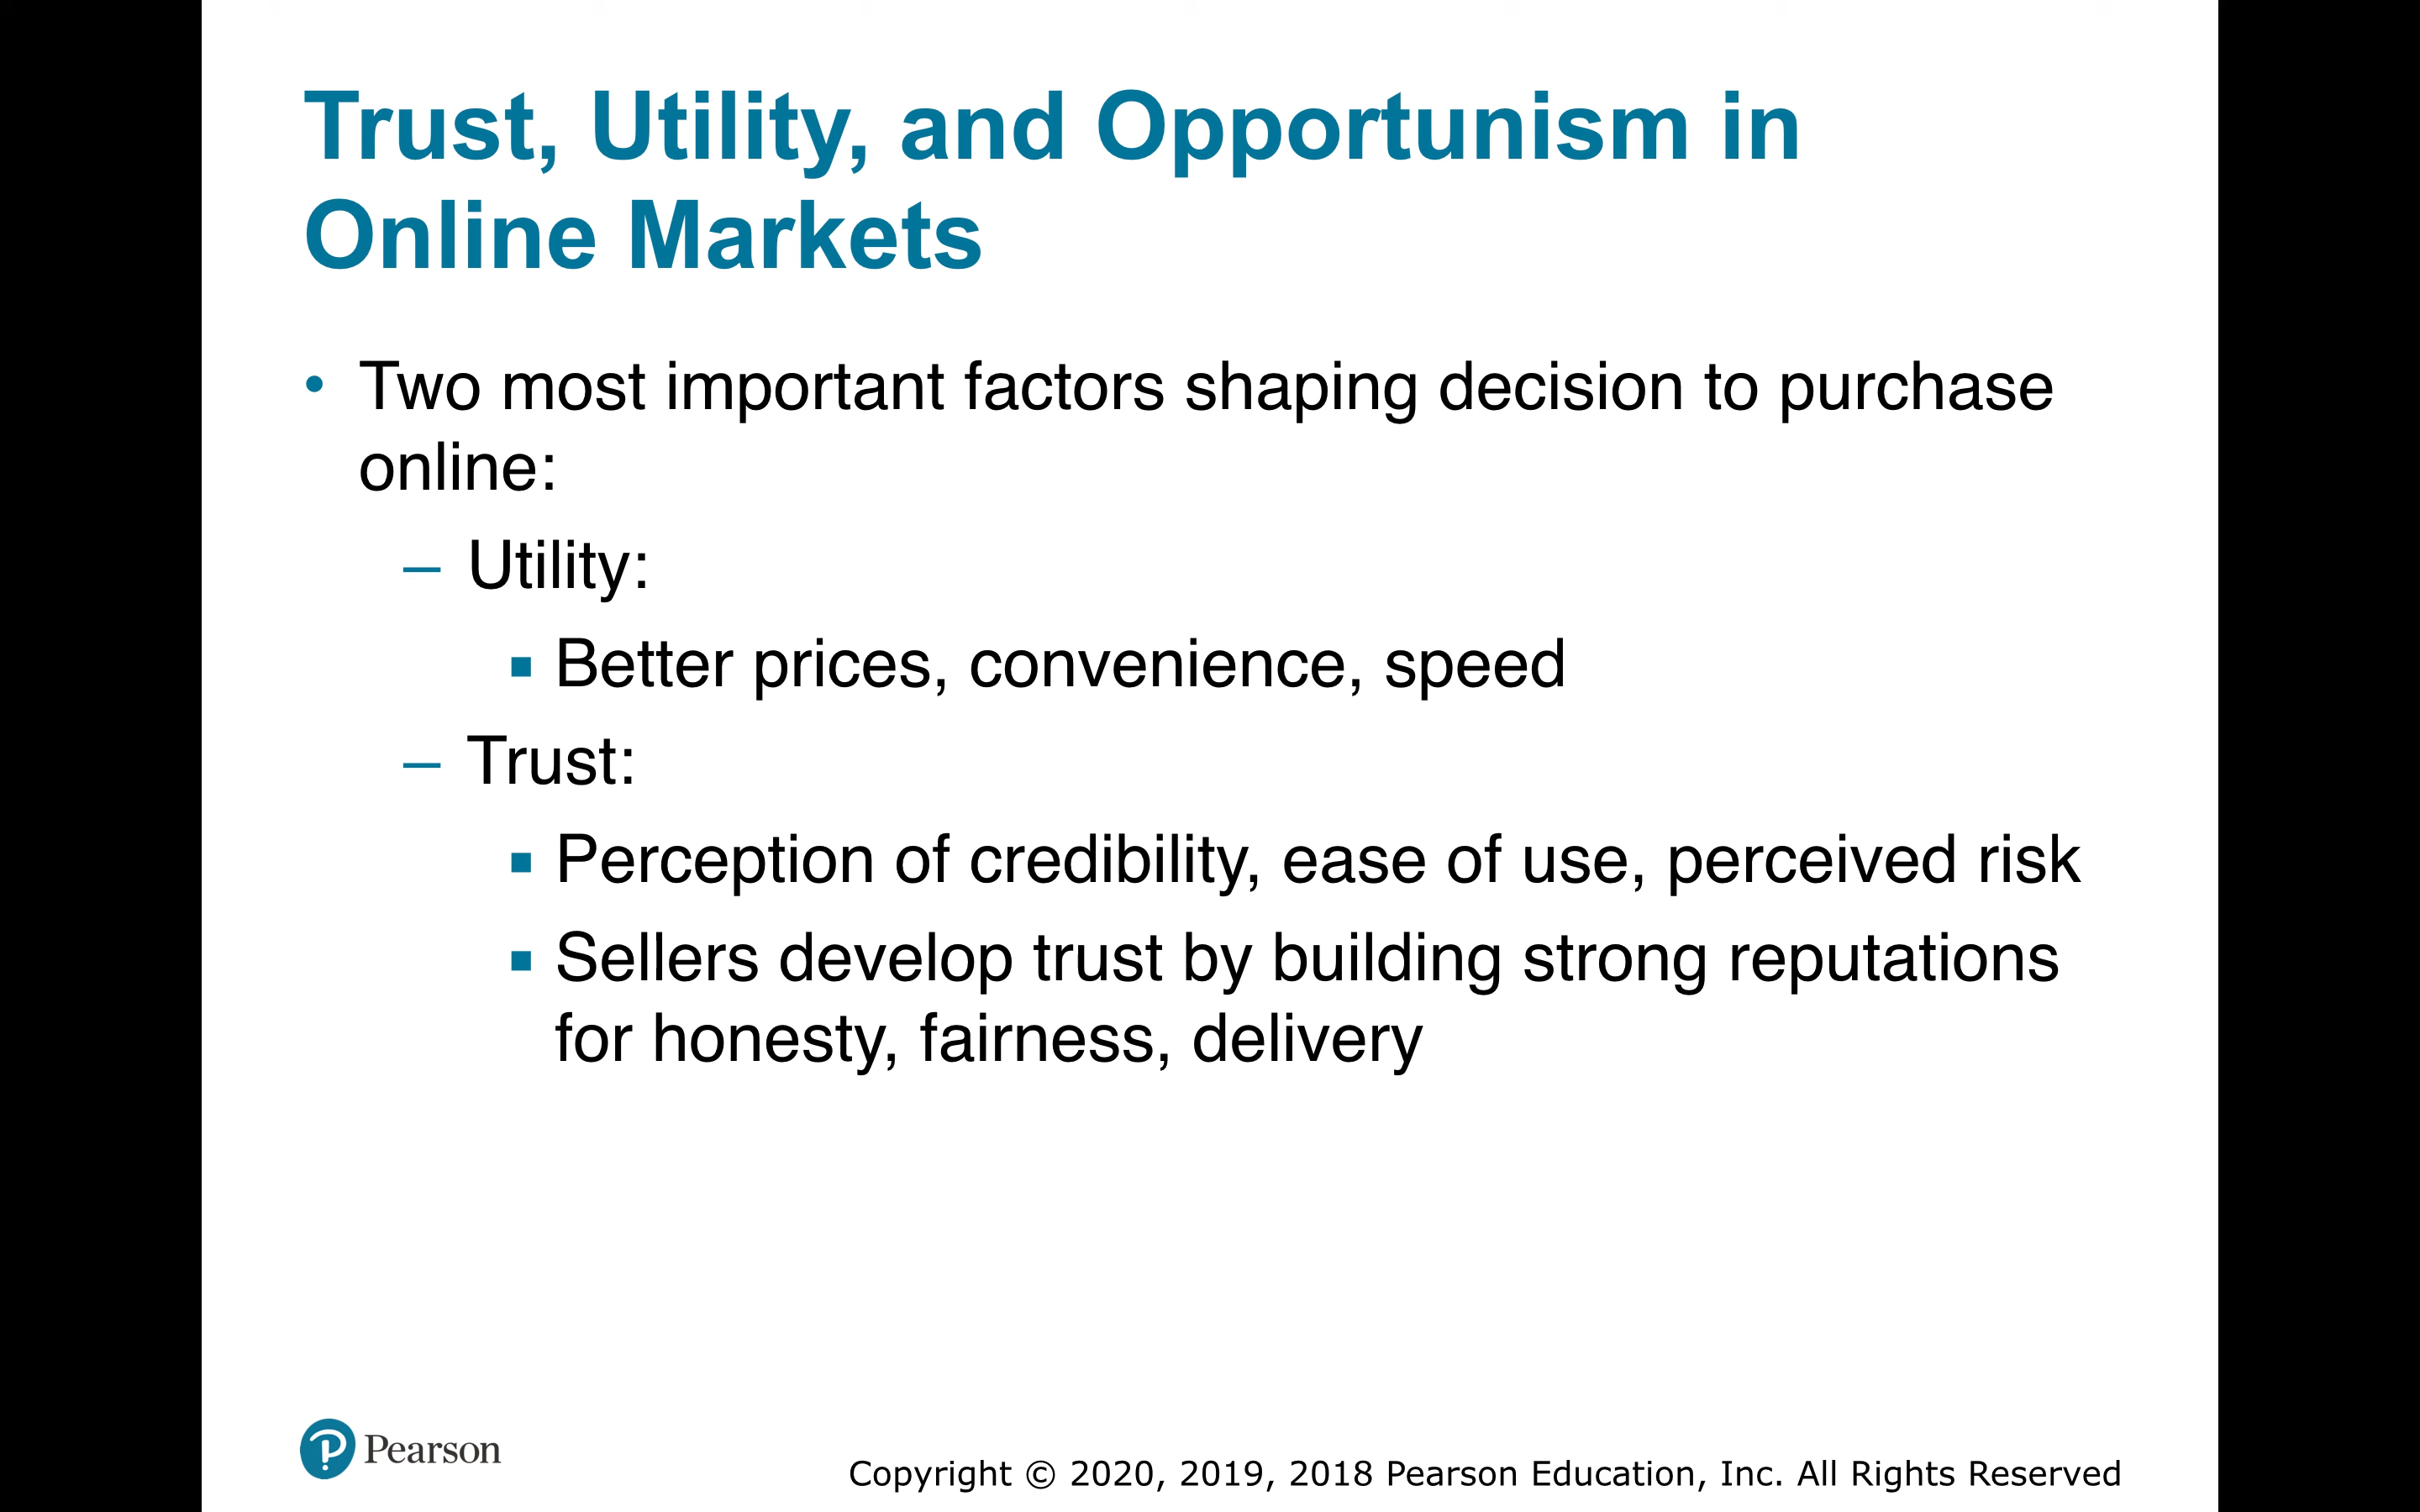 Trust, Utility, and Opportunism in
Online Markets
• Two most important factors shaping decision to purchase
online:
– Utility:
▪ Better prices, convenience, speed
– Trust:
▪ Perception of credibility, ease of use, perceived risk
▪ Sellers develop trust by building strong reputations
for honesty, fairness, delivery
P Pearson
Copyright © 2020, 2019, 2018 Pearson Education, Inc. All Rights Reserved